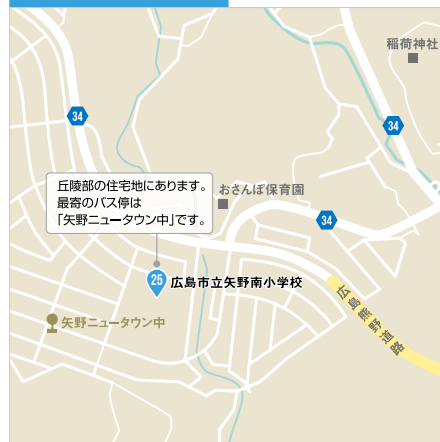 稲荷神社
34
34
丘陵部の住宅地にあります。
最寄のバス停は
「矢野ニュータウン中」です。
おさんぽ保育園
34
25
広島市立矢野南小学校
広島熊野道路
矢野ニュータウン中